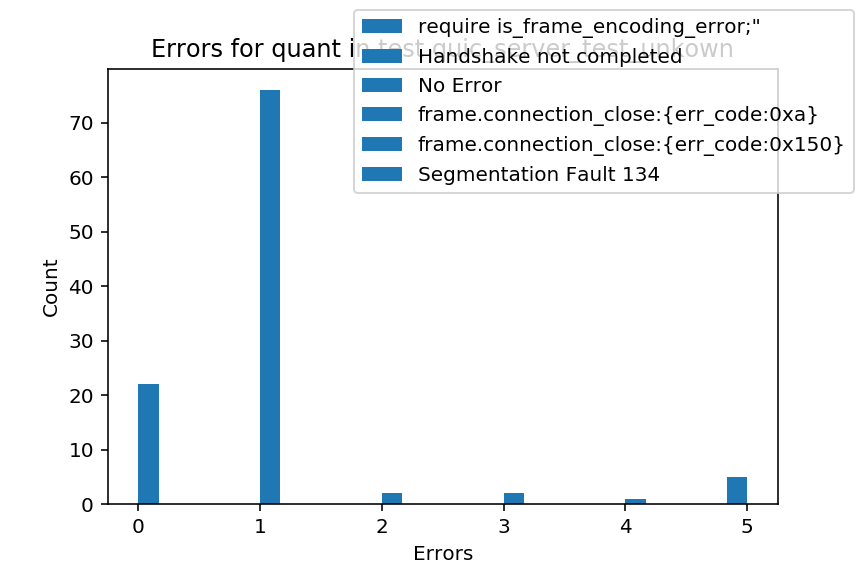 Errors for quant in test quic_server_test_unkown
require is_frame_encoding_error;"
Handshake not completed
No Error
frame.connection_close:{err_code:0xa}
frame.connection_close:{err_code:0x150}
Segmentation Fault 134
Count
70
60
50
40
30
20
10
0
0 1 2 3 4 5
Errors